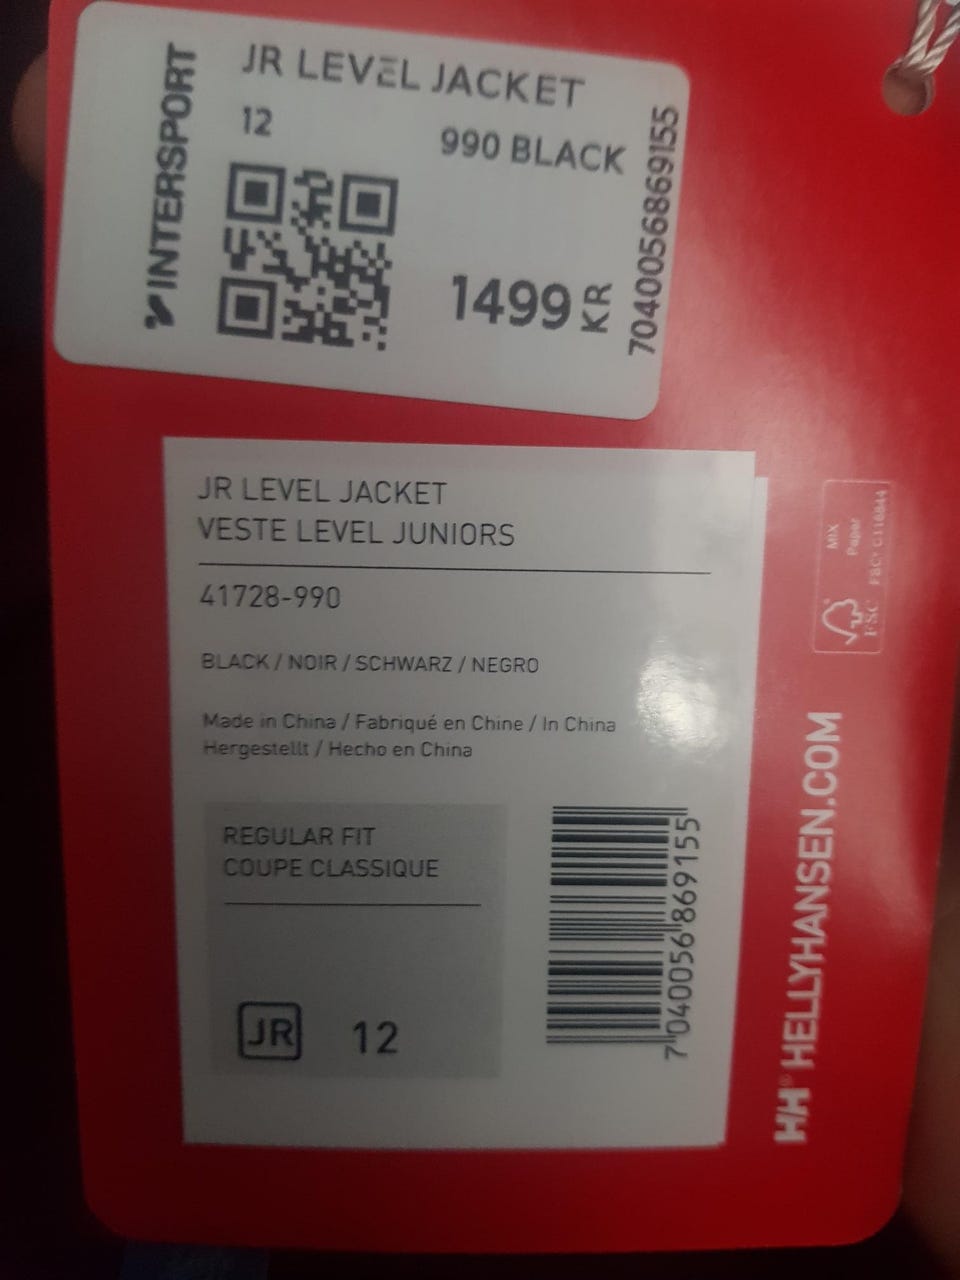 INTERSPORT
JR LEVEL JACKET
12
990 BLACK
1499 KR
7040056869155
JR LEVEL JACKET
VESTE LEVEL JUNIORS
41728-990
BLACK / NOIR / SCHWARZ / NEGRO
Made in China / Fabriqué en Chine / In China
Hergestellt / Hecho en China
REGULAR FIT
COUPE CLASSIQUE
JR 12
7 040056 869155
MIX
Paper
FSC
FSC® C116844
HH® HELLYHANSEN.COM